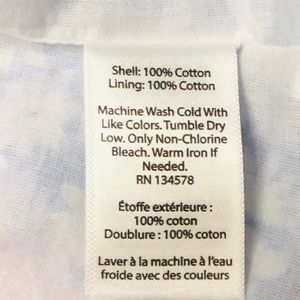 Shell: 100% Cotton
Lining: 100% Cotton
Machine Wash Cold With
Like Colors. Tumble Dry
Low. Only Non-Chlorine
Bleach. Warm Iron If
Needed.
RN 134578
Étoffe extérieure :
100% coton
Doublure : 100% coton
Laver à la machine à l'eau
froide avec des couleurs